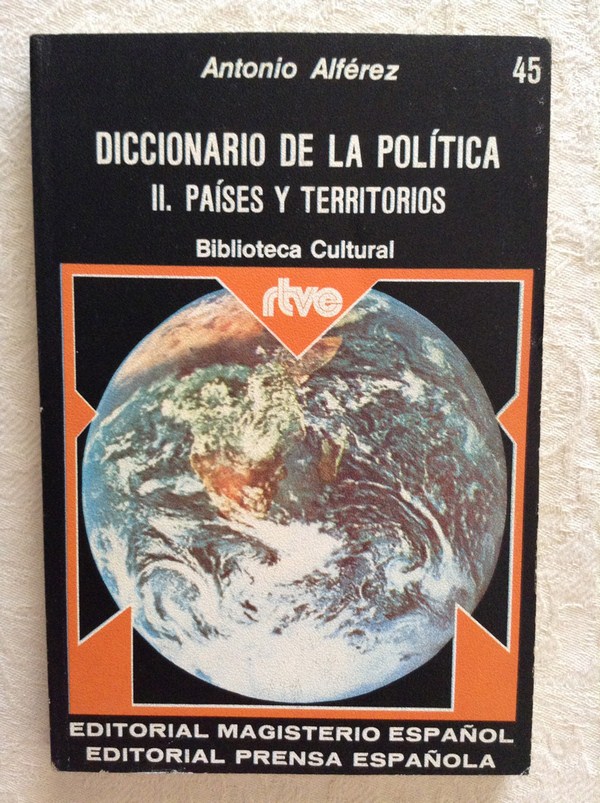 Antonio Alférez
45
DICCIONARIO DE LA POLÍTICA
II. PAÍSES Y TERRITORIOS
Biblioteca Cultural
rtve
EDITORIAL MAGISTERIO ESPAÑOL
EDITORIAL PRENSA ESPAÑOLA